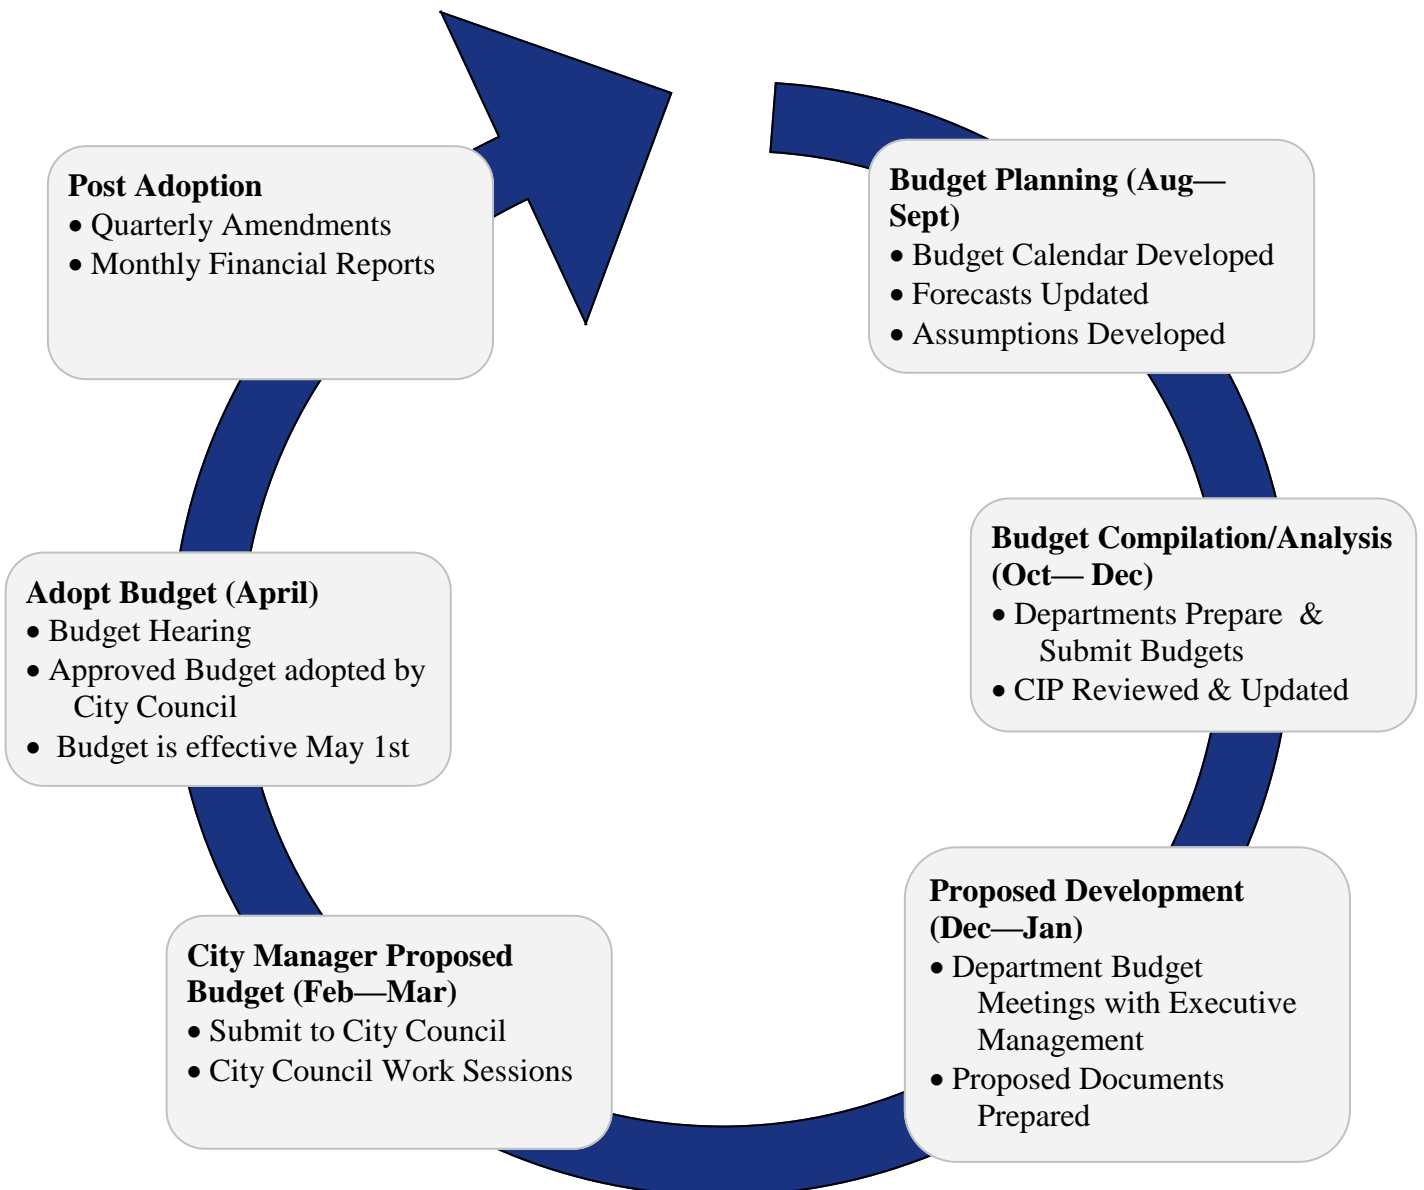 Post Adoption
• Quarterly Amendments
• Monthly Financial Reports
Budget Planning (Aug—
Sept)
• Budget Calendar Developed
• Forecasts Updated
• Assumptions Developed
Budget Compilation/Analysis
(Oct— Dec)
• Departments Prepare & 
Submit Budgets
• CIP Reviewed & Updated
Proposed Development
(Dec—Jan)
• Department Budget
Meetings with Executive
Management
• Proposed Documents
Prepared
City Manager Proposed
Budget (Feb—Mar)
• Submit to City Council
• City Council Work Sessions
Adopt Budget (April)
• Budget Hearing
• Approved Budget adopted by
City Council
• Budget is effective May 1st